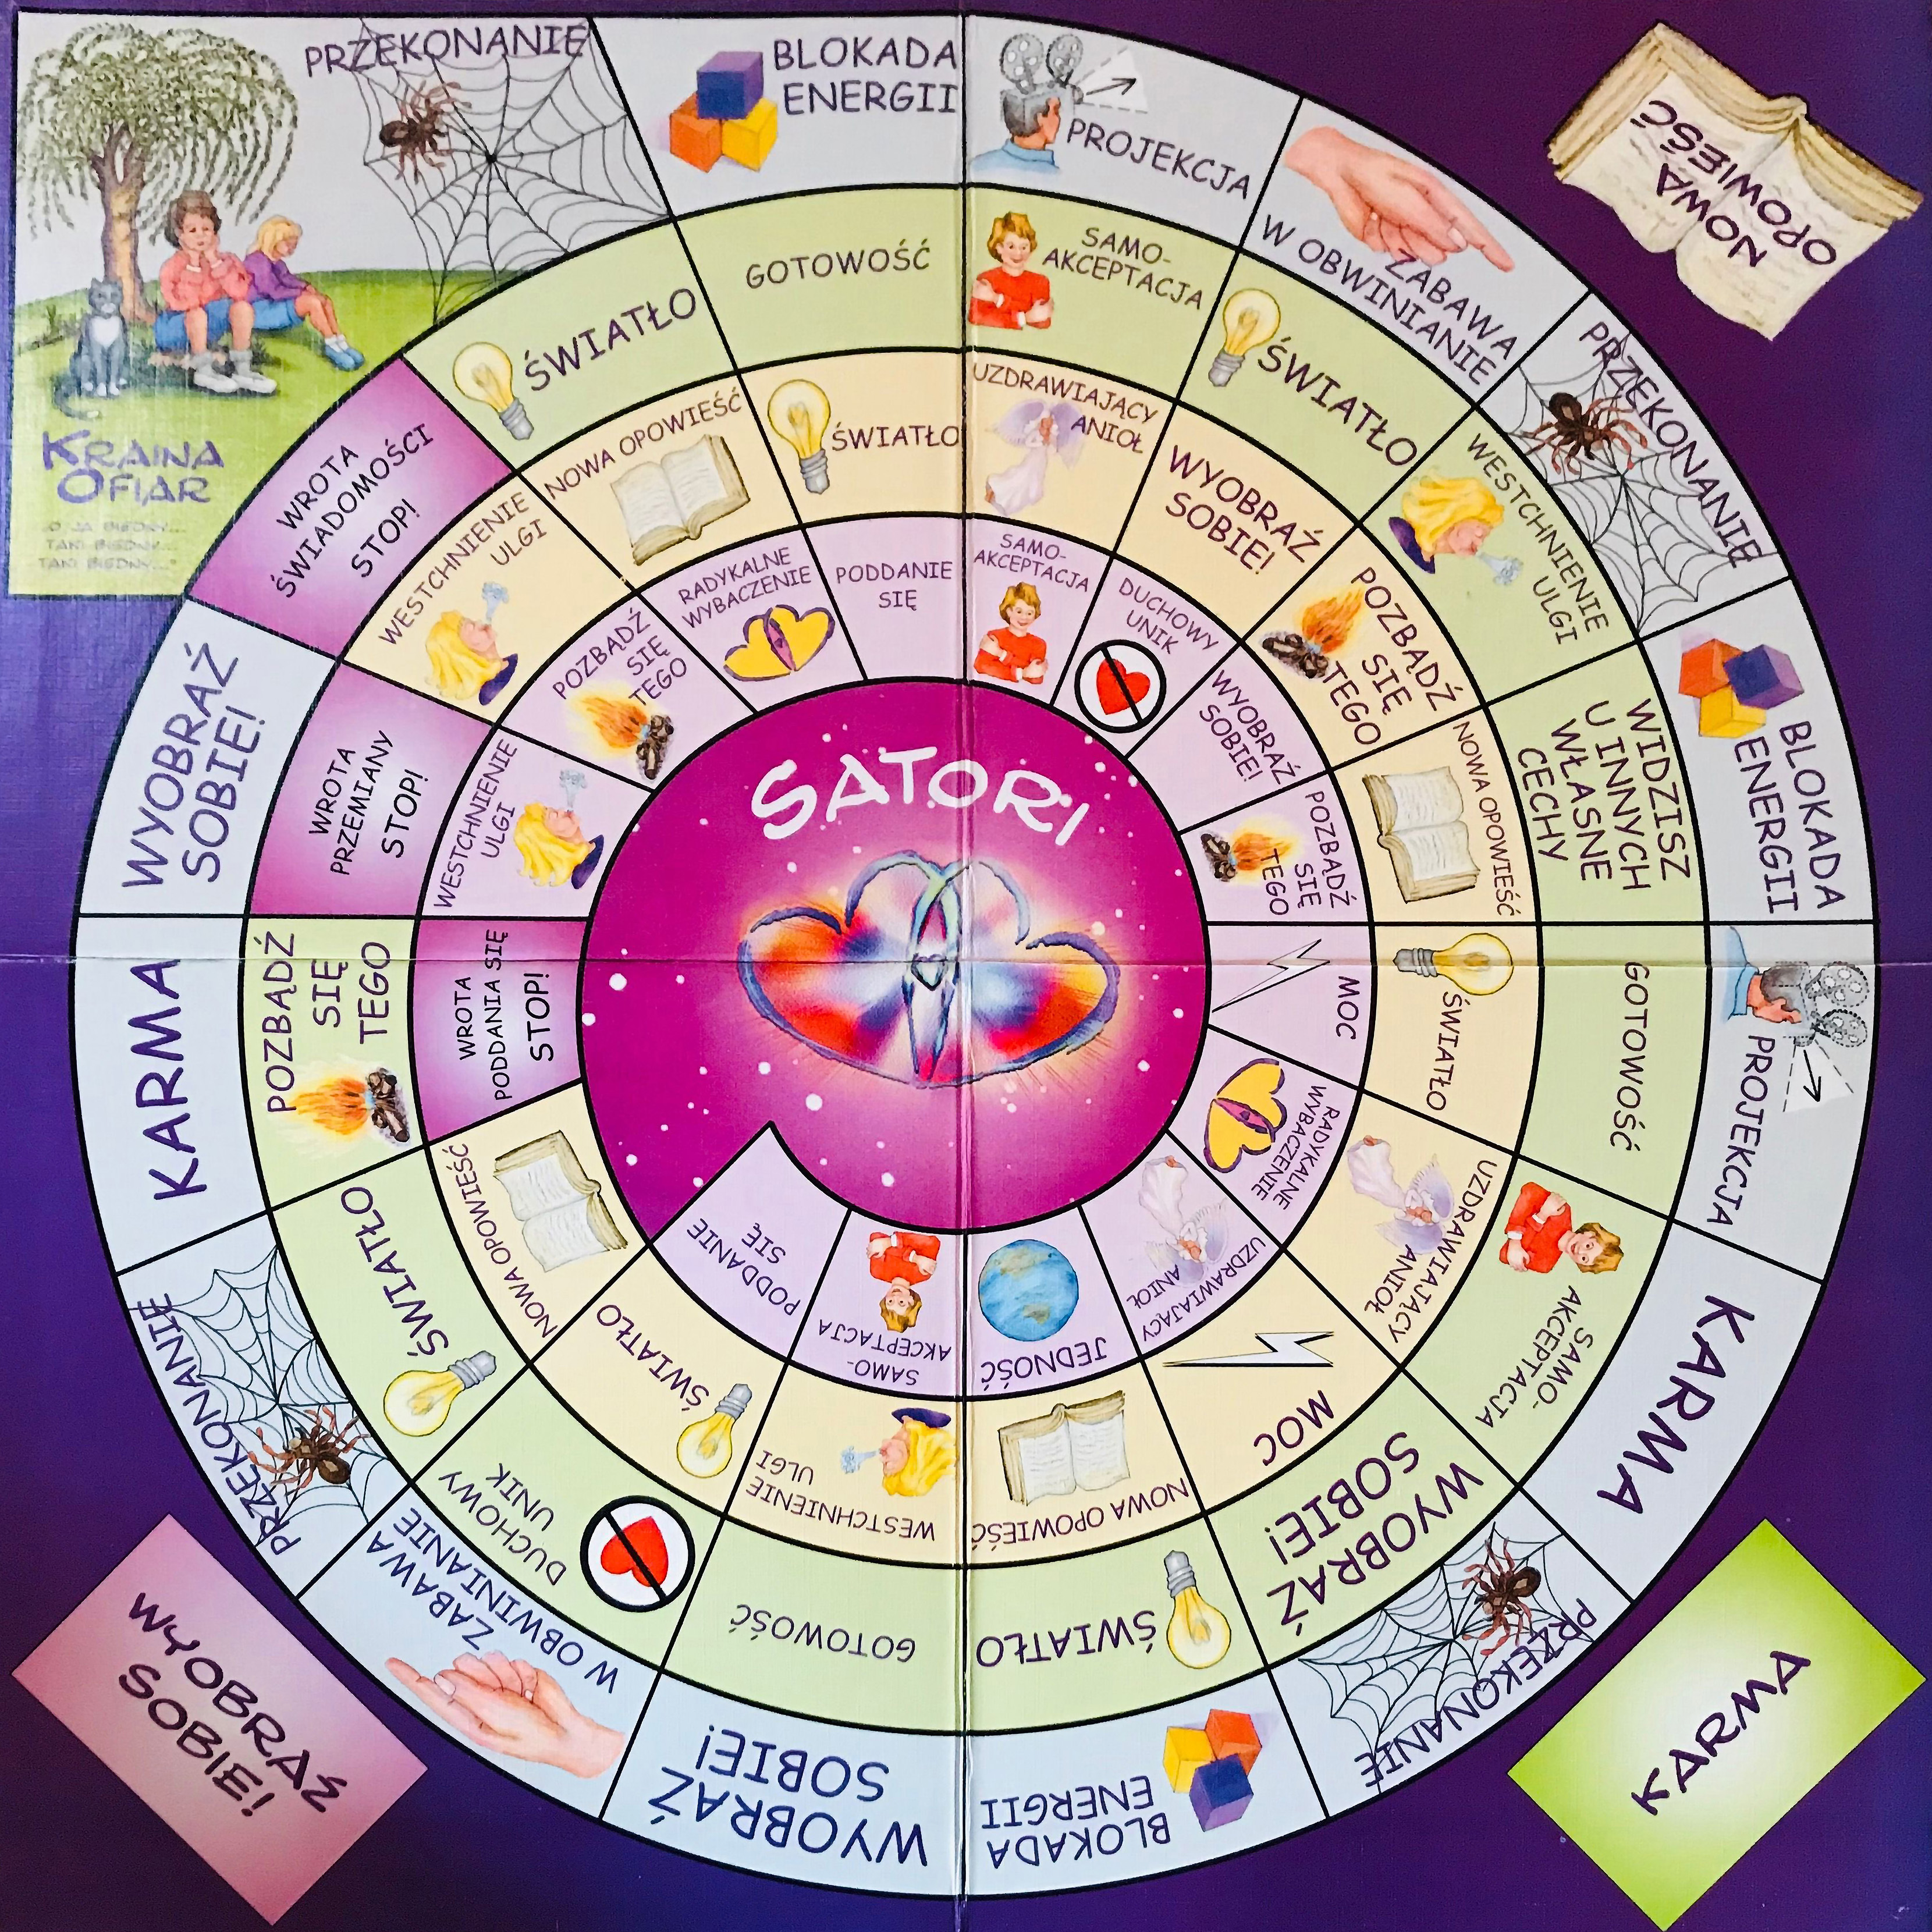 PRZEKONANIE
BLOKADA
ENERGII
PROJEKCJA
ZABAWA
W OBWINIANIE
PRZEKONANIE
BLOKADA
ENERGII
PROJEKCJA
KARMA
PRZEKONANIE
BLOKADA
ENERGII
WYOBRAŹ
SOBIE!
ZABAWA
W OBWINIANIE
PRZEKONANIE
KARMA
WYOBRAŹ
SOBIE!
WROTA
ŚWIADOMOŚCI
STOP!
KRAINA
OFIAR
"O JA BIEDNY...
TAKI BIEDNY...
TAKI BIEDNY..."
ŚWIATŁO
GOTOWOŚĆ
SAMO-
AKCEPTACJA
ŚWIATŁO
WESTCHNIENIE
ULGI
WIDZISZ
U INNYCH
WŁASNE
CECHY
GOTOWOŚĆ
SAMO-
AKCEPTACJA
WYOBRAŹ
SOBIE!
ŚWIATŁO
GOTOWOŚĆ
DUCHOWY
UNIK
ŚWIATŁO
POZBĄDŹ
SIĘ
TEGO
WROTA
PRZEMIANY
STOP!
WESTCHNIENIE
ULGI
NOWA OPOWIEŚĆ
ŚWIATŁO
UZDRAWIAJĄCY
ANIOŁ
WYOBRAŹ
SOBIE!
POZBĄDŹ
SIĘ
TEGO
NOWA OPOWIEŚĆ
ŚWIATŁO
UZDRAWIAJĄCY
ANIOŁ
MOC
NOWA OPOWIEŚĆ
WESTCHNIENIE
ULGI
ŚWIATŁO
NOWA OPOWIEŚĆ
WROTA
PODDANIA SIĘ
STOP!
WESTCHNIENIE
ULGI
POZBĄDŹ
SIĘ
TEGO
RADYKALNE
WYBACZENIE
PODDANIE
SIĘ
SAMO-
AKCEPTACJA
DUCHOWY
UNIK
WYOBRAŹ
SOBIE!
POZBĄDŹ
SIĘ
TEGO
MOC
RADYKALNE
WYBACZENIE
UZDRAWIAJĄCY
ANIOŁ
JEDNOŚĆ
SAMO-
AKCEPTACJA
PODDANIE
SIĘ
SATORI
NOWA
OPOWIEŚĆ
KARMA
WYOBRAŹ
SOBIE!